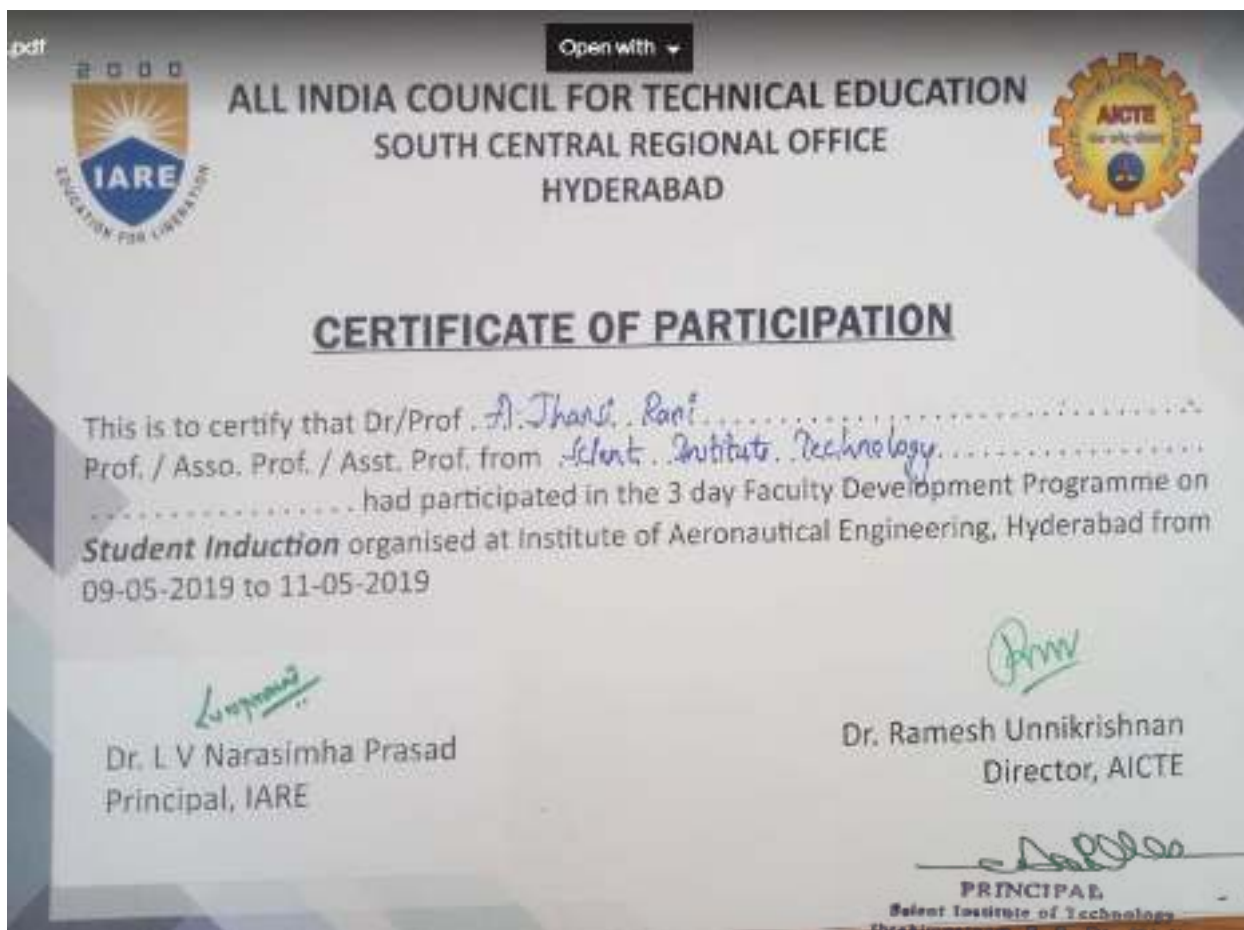 .pdf
Open with
2000
ALL INDIA COUNCIL FOR TECHNICAL EDUCATION
SOUTH CENTRAL REGIONAL OFFICE
HYDERABAD
IARE
EDUCATION FOR LIBERATION
AICTE
CERTIFICATE OF PARTICIPATION
This is to certify that Dr/Prof. A. Jhansi. Rani
Prof. / Asso. Prof. / Asst. Prof. from Scient. Institute. Technology
had participated in the 3 day Faculty Development Programme on
Student Induction organised at Institute of Aeronautical Engineering, Hyderabad from
09-05-2019 to 11-05-2019
Dr. L V Narasimha Prasad
Principal, IARE
Dr. Ramesh Unnikrishnan
Director, AICTE
PRINCIPAL
Scient Institute of Technology